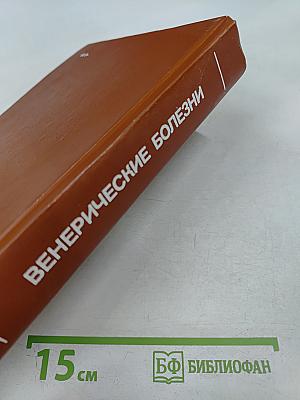 ВЕНЕРИЧЕСКИЕ БОЛЕЗНИ
15 см
БФ БИБЛИОФАН